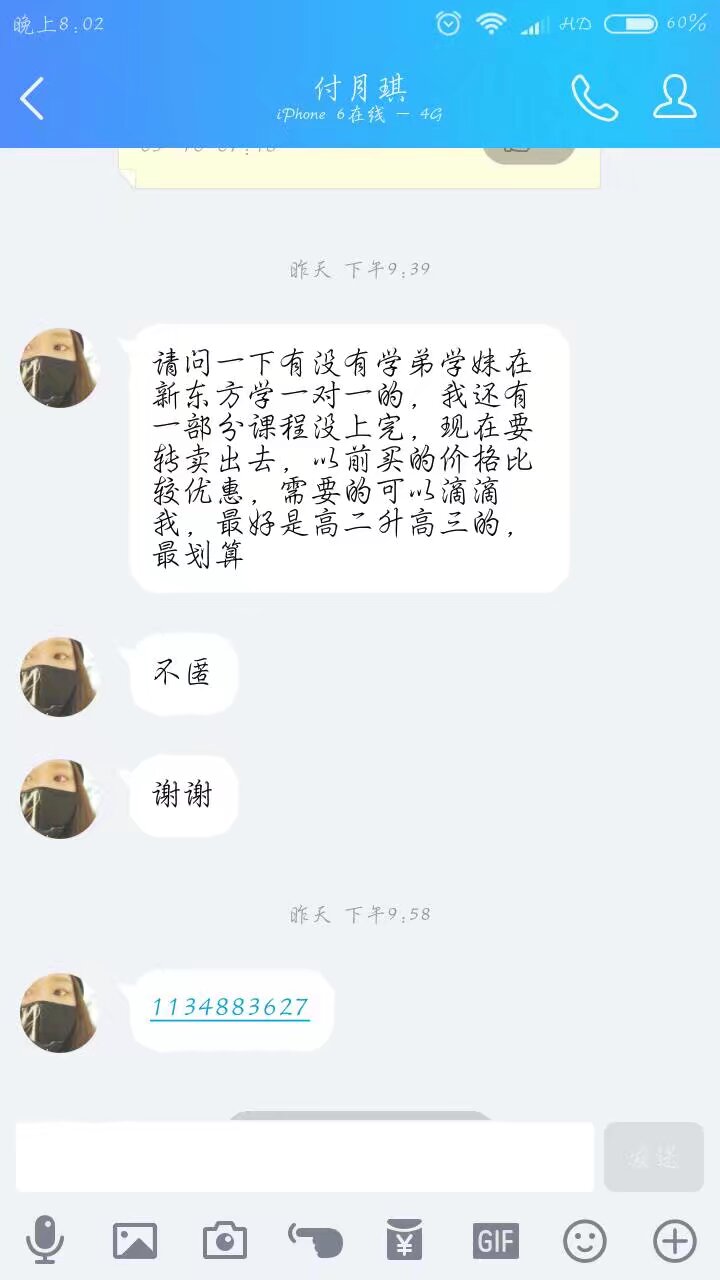 晚上8:02
HD
60%
付月琪
iPhone 6在线 - 4G
昨天 下午9:39
请问一下有没有学弟学妹在
新东方学一对一的，我还有
一部分课程没上完，现在要
转卖出去，以前买的价格比
较优惠，需要的可以滴滴
我，最好是高二升高三的，
最划算
不匿
谢谢
昨天 下午9:58
1134883627
发送
GIF